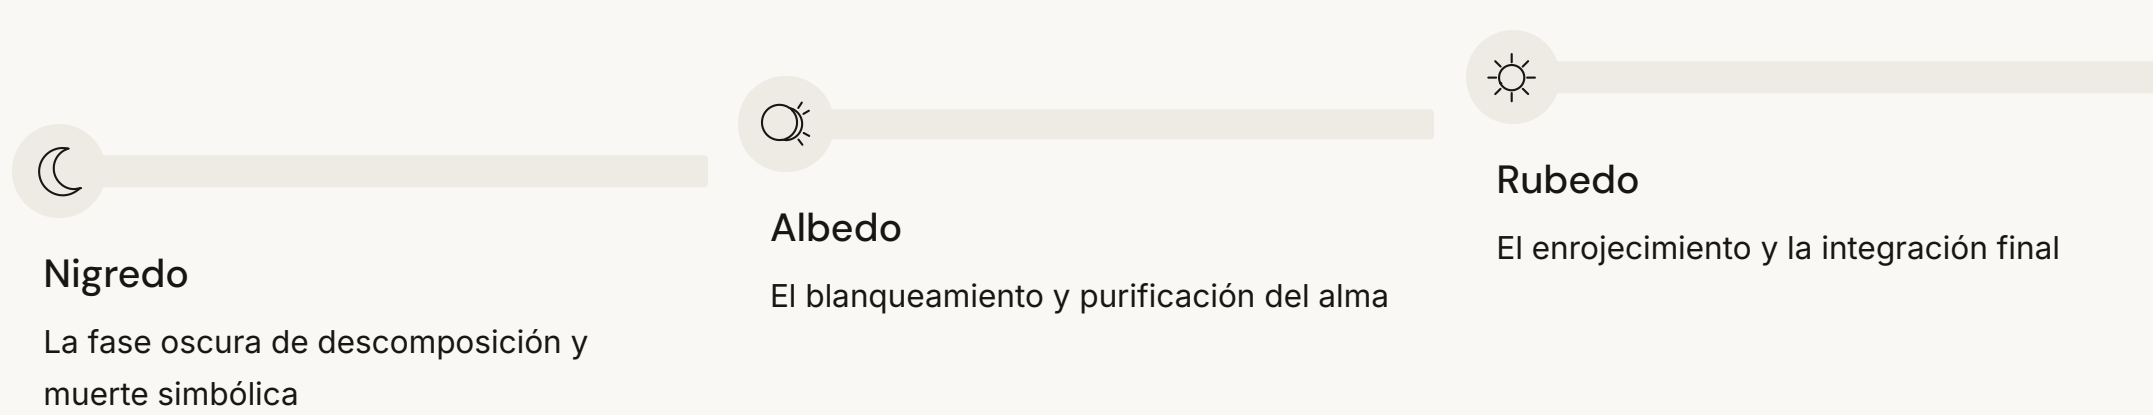 Nigredo
La fase oscura de descomposición y
muerte simbólica
Albedo
El blanqueamiento y purificación del alma
Rubedo
El enrojecimiento y la integración final